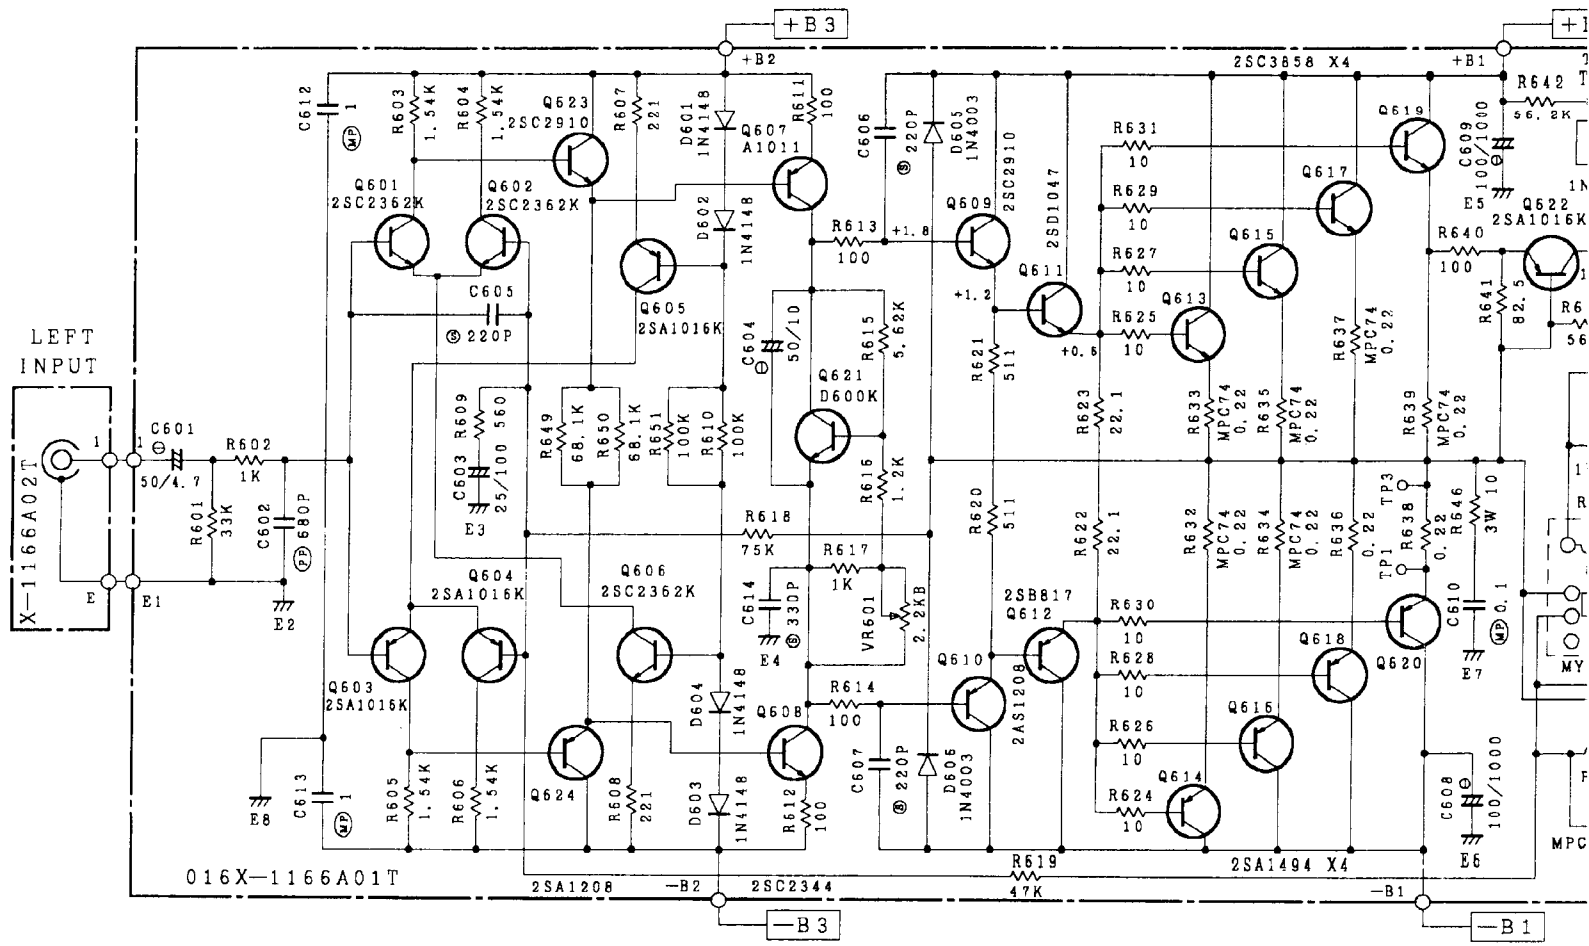 +B3
+B
+B2
2SC3858 X4
+B1
T
T
C612
1
MP
R603
1.54K
R604
1.54K
Q623
2SC2910
R607
221
D601
1N4148
Q607
A1011
R611
100
C606
S 220P
D605
1N4003
2SC2910
R631
10
Q619
C609
100/1000
E5
R642
56.2K
1N
Q622
2SA1016K
Q601
2SC2362K
Q602
2SC2362K
D602
1N4148
R613
100
+1.8
Q609
2SD1047
R629
10
Q617
R627
10
Q615
R640
100
1
C605
S 220P
Q605
2SA1016K
C604
50/10
R615
5.62K
+1.2
Q611
+0.6
R625
10
Q613
R637
MPC74
0.22
R641
82.5
R6
56
LEFT
INPUT
R621
511
Q621
D600K
R609
560
C603
25/100
E3
R649
68.1K
R650
68.1K
R651
100K
R610
100K
R623
22.1
R633
MPC74
0.22
R635
MPC74
0.22
R639
MPC74
0.22
1
1
C601
50/4.7
R602
1K
R601
33K
C602
PP 680P
R616
1.2K
R618
75K
R620
511
R622
22.1
R632
MPC74
0.22
R634
MPC74
0.22
R636
0.22
TP3
R638
0.22
TP1
R646
3W 10
1
R
X-1166A02T
E
E1
E2
R617
1K
C614
S 330P
E4
VR601
2.2KB
Q604
2SA1016K
Q606
2SC2362K
2SB817
Q612
R630
10
Q618
Q620
C610
MP 0.1
E7
MY
Q603
2SA1016K
D604
1N4148
Q608
R614
100
Q610
2AS1208
R628
10
R626
10
Q616
C607
S 220P
D606
1N4003
E8
C613
1
MP
R605
1.54K
R606
1.54K
Q624
R608
221
D603
1N4148
R612
100
R624
10
Q614
C608
100/1000
E6
MPC
016X-1166A01T
2SA1208
-B2
2SC2344
R619
47K
2SA1494 X4
-B1
-B3
-B1